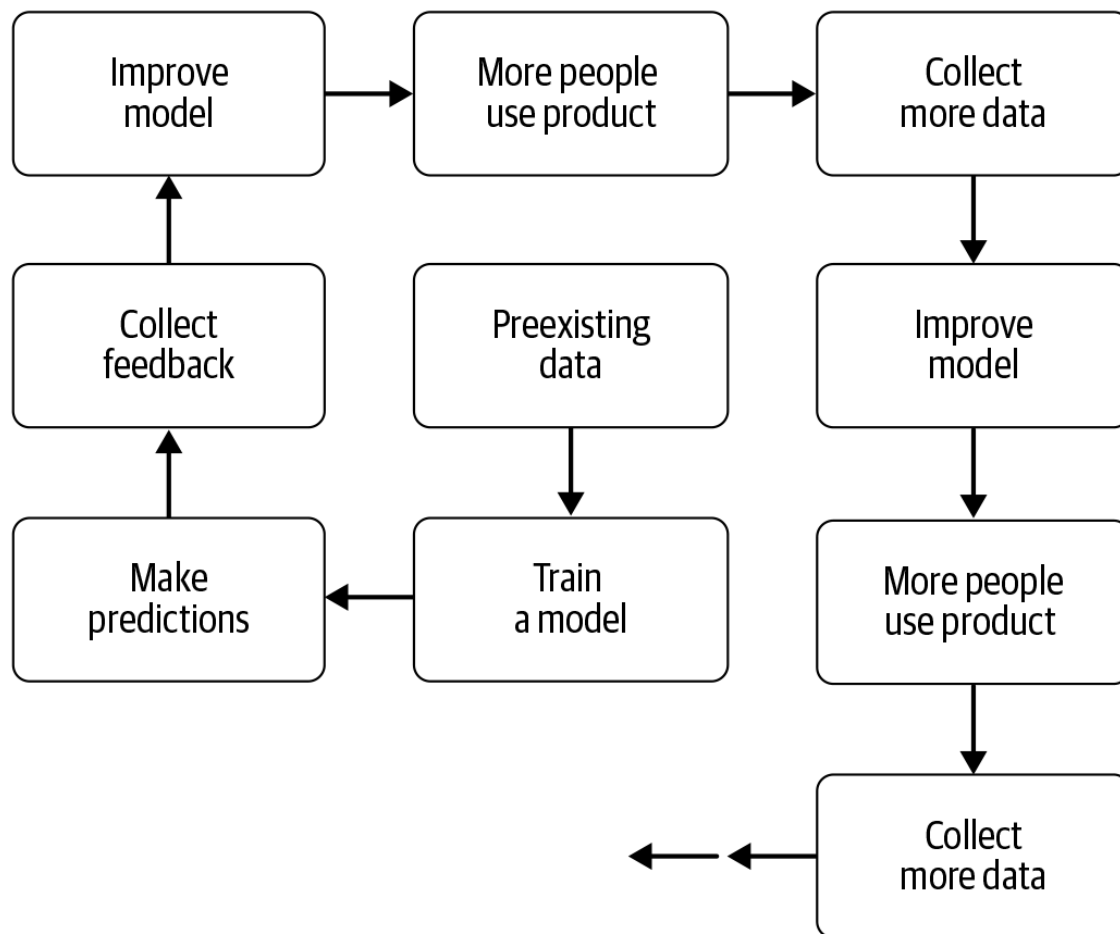 Improve
model
More people
use product
Collect
more data
Collect
feedback
Preexisting
data
Improve
model
Make
predictions
Train
a model
More people
use product
Collect
more data